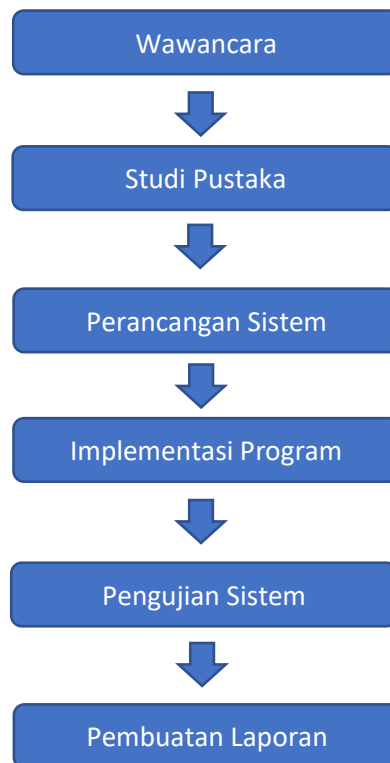 Wawancara
Studi Pustaka
Perancangan Sistem
Implementasi Program
Pengujian Sistem
Pembuatan Laporan